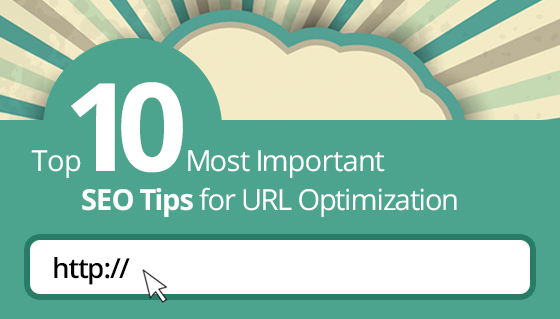 Top 10 Most Important
SEO Tips for URL Optimization
http://